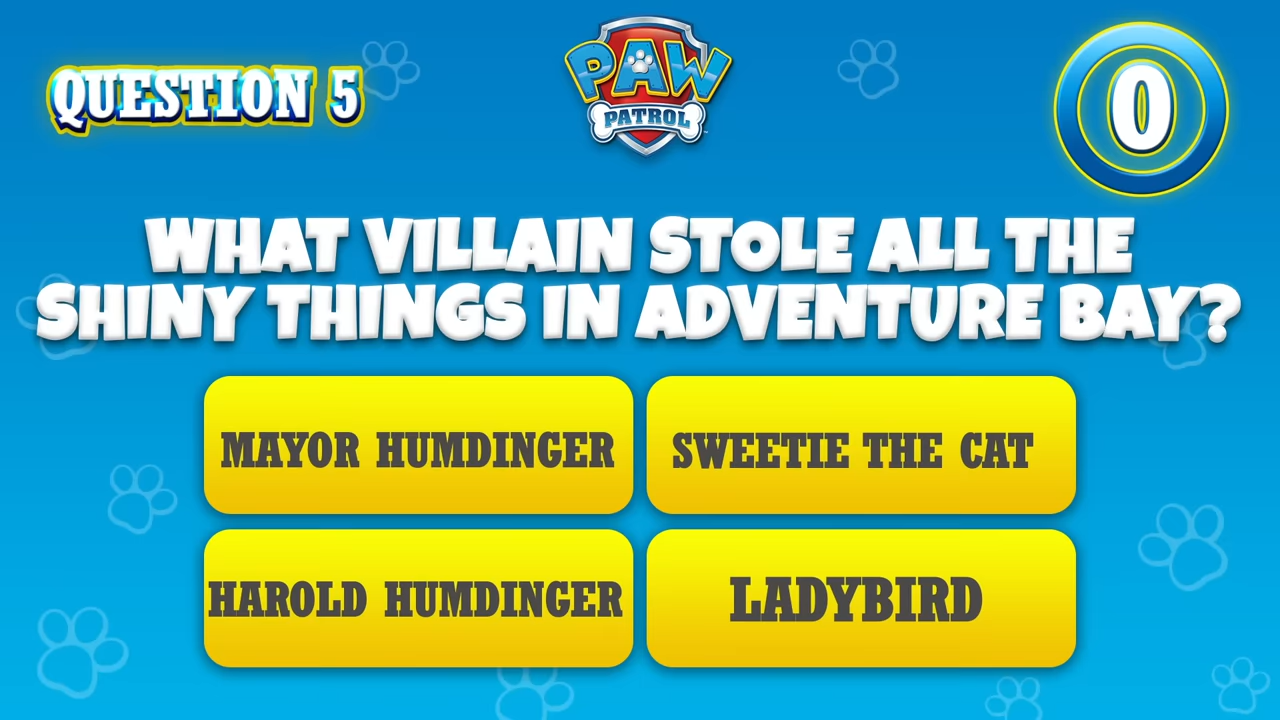 QUESTION 5
PAW
PATROL
0
WHAT VILLAIN STOLE ALL THE
SHINY THINGS IN ADVENTURE BAY?
MAYOR HUMDINGER
SWEETIE THE CAT
HAROLD HUMDINGER
LADYBIRD